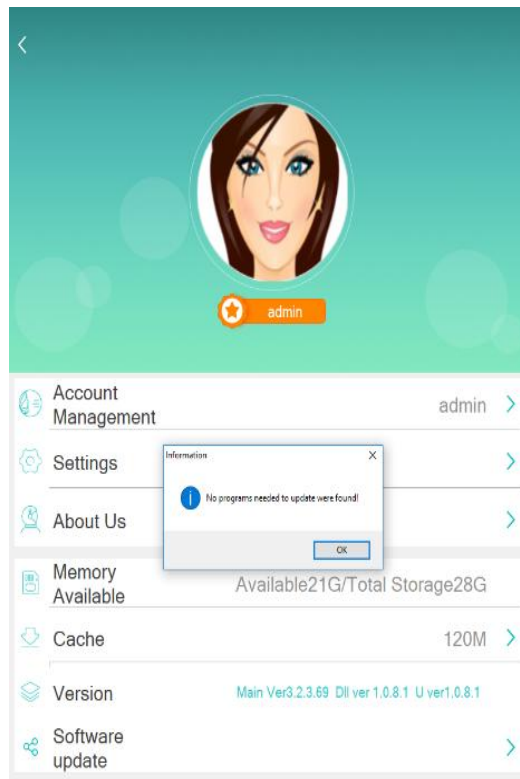 admin
Account
Management
admin
Settings
Information
No programs needed to update were found!
OK
About Us
Memory
Available
Available21G/Total Storage28G
Cache
120M
Version
Main Ver3.2.3.69 Dll ver 1.0.8.1 U ver1.0.8.1
Software
update